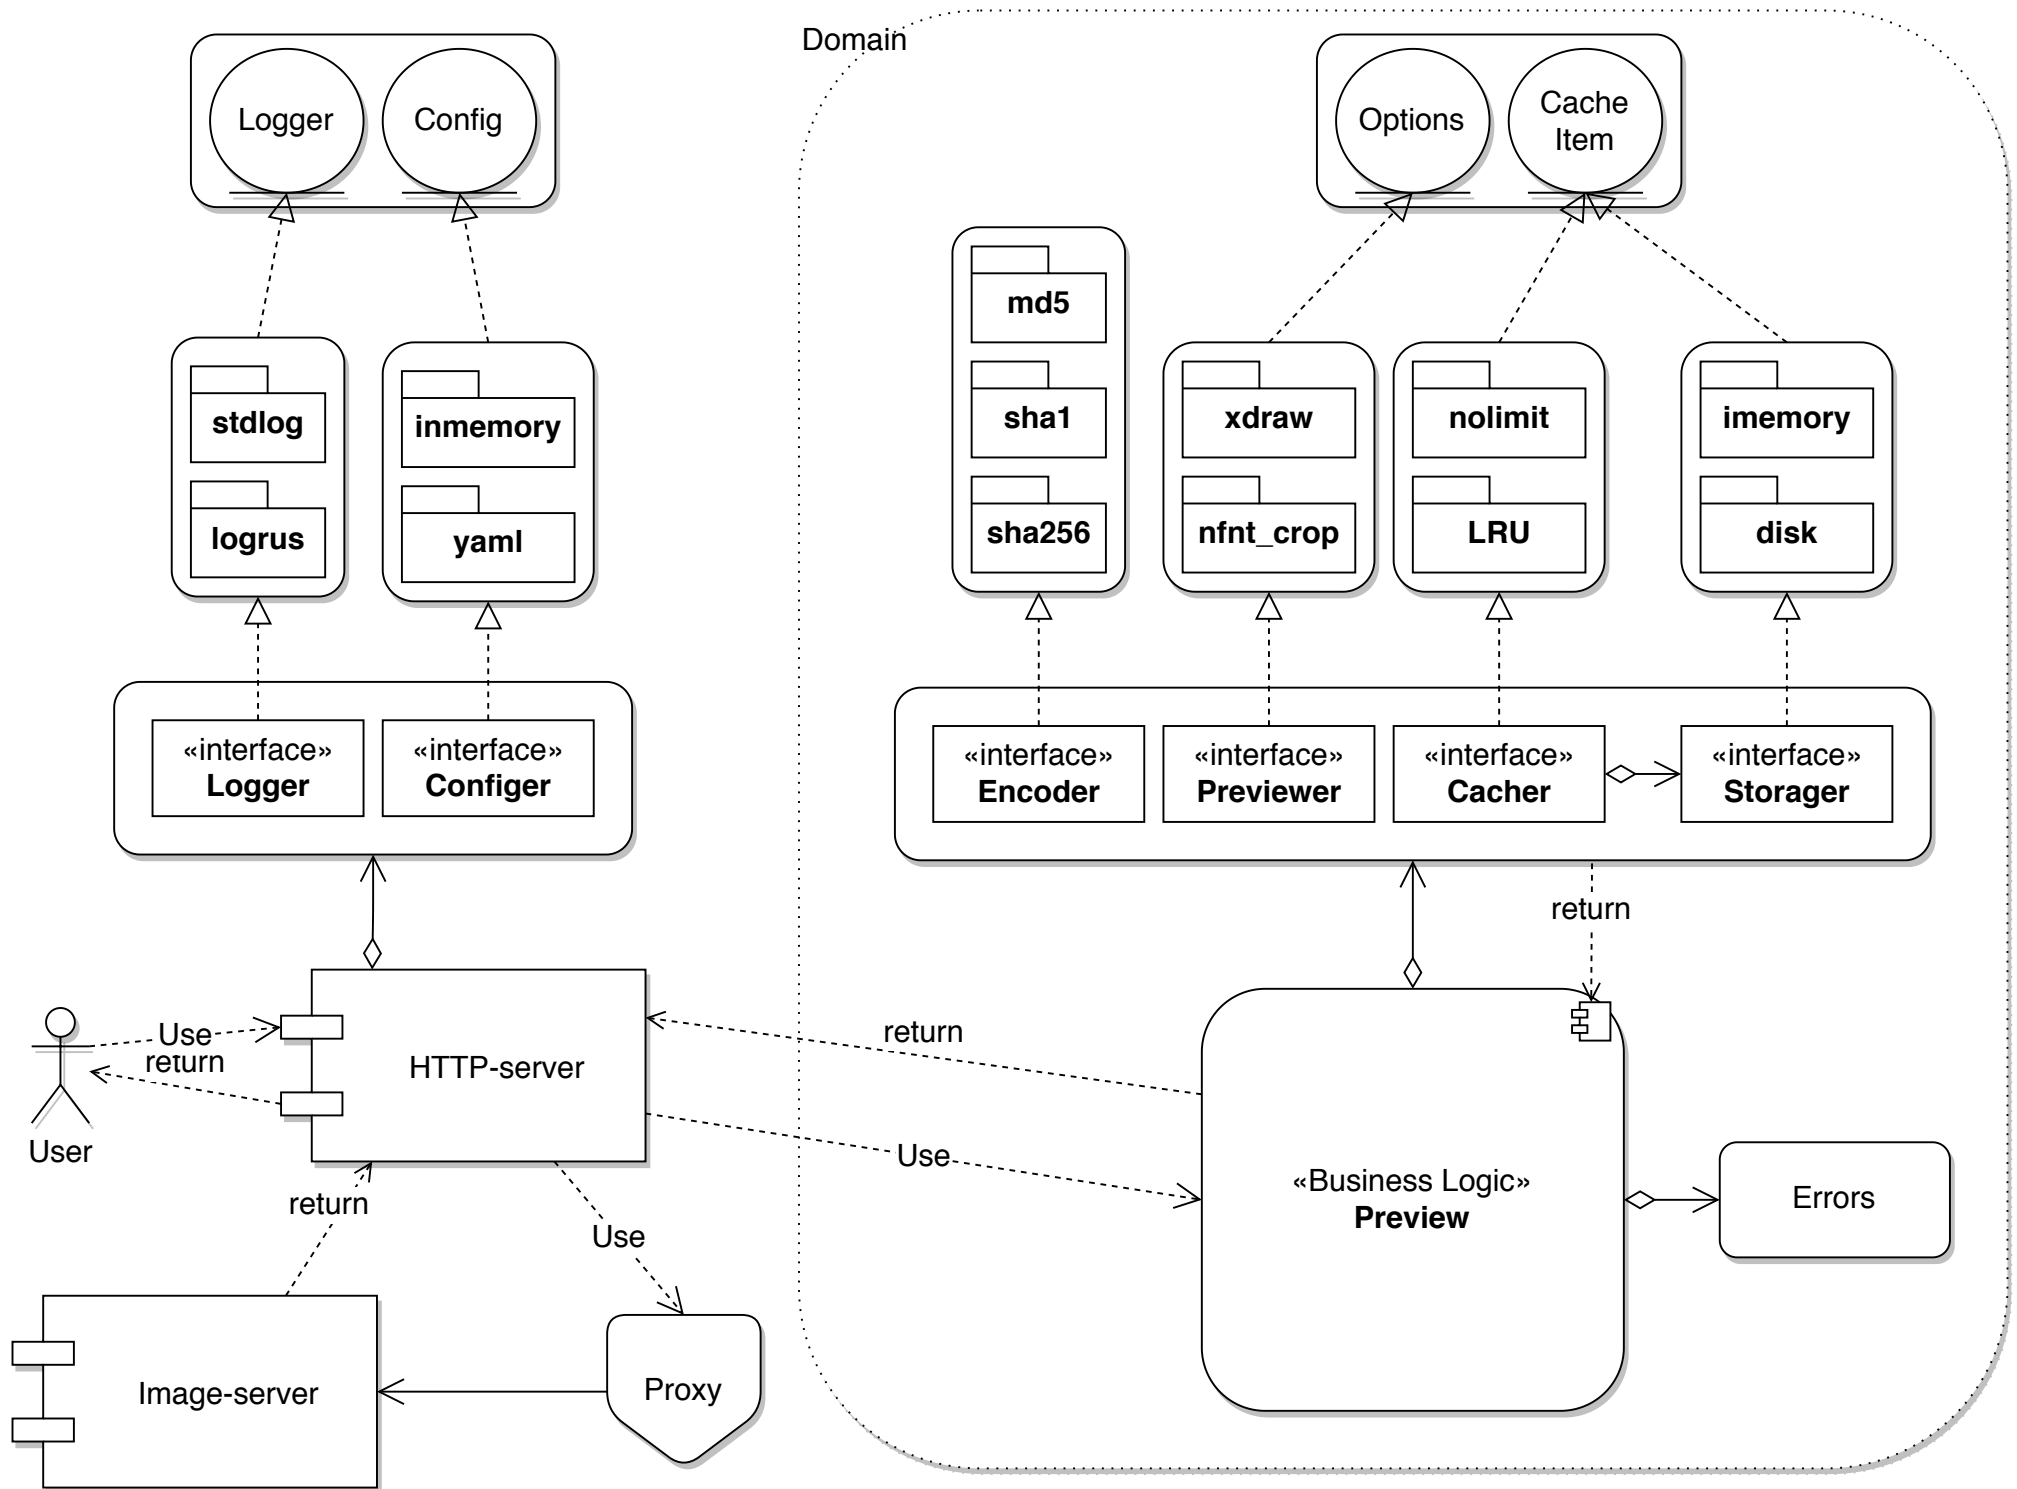 Domain
Logger
Config
Options
Cache
Item
md5
sha1
sha256
stdlog
logrus
inmemory
yaml
xdraw
nfnt_crop
nolimit
LRU
imemory
disk
«interface»
Logger
«interface»
Configer
«interface»
Encoder
«interface»
Previewer
«interface»
Cacher
«interface»
Storager
return
Use
return
User
HTTP-server
return
Use
«Business Logic»
Preview
Errors
return
Use
Image-server
Proxy